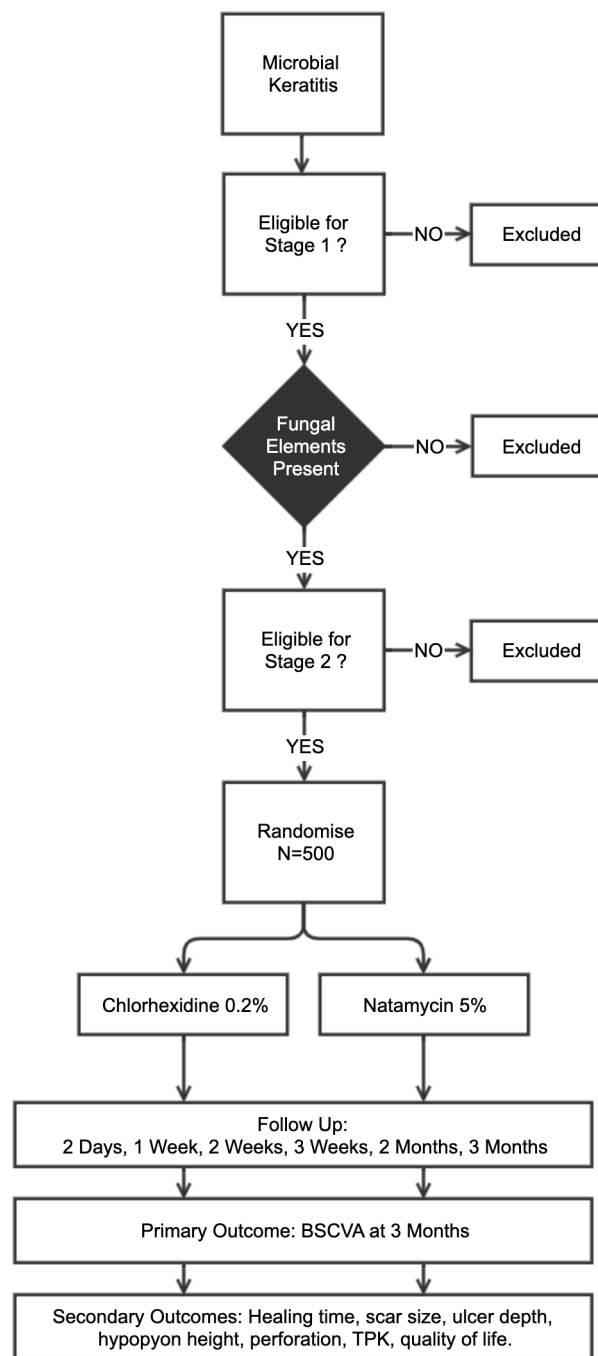 Microbial
Keratitis
Eligible for
Stage 1 ?
NO
Excluded
YES
Fungal
Elements
Present
NO
Excluded
YES
Eligible for
Stage 2 ?
NO
Excluded
YES
Randomise
N=500
Chlorhexidine 0.2%
Natamycin 5%
Follow Up:
2 Days, 1 Week, 2 Weeks, 3 Weeks, 2 Months, 3 Months
Primary Outcome: BSCVA at 3 Months
Secondary Outcomes: Healing time, scar size, ulcer depth,
hypopyon height, perforation, TPK, quality of life.